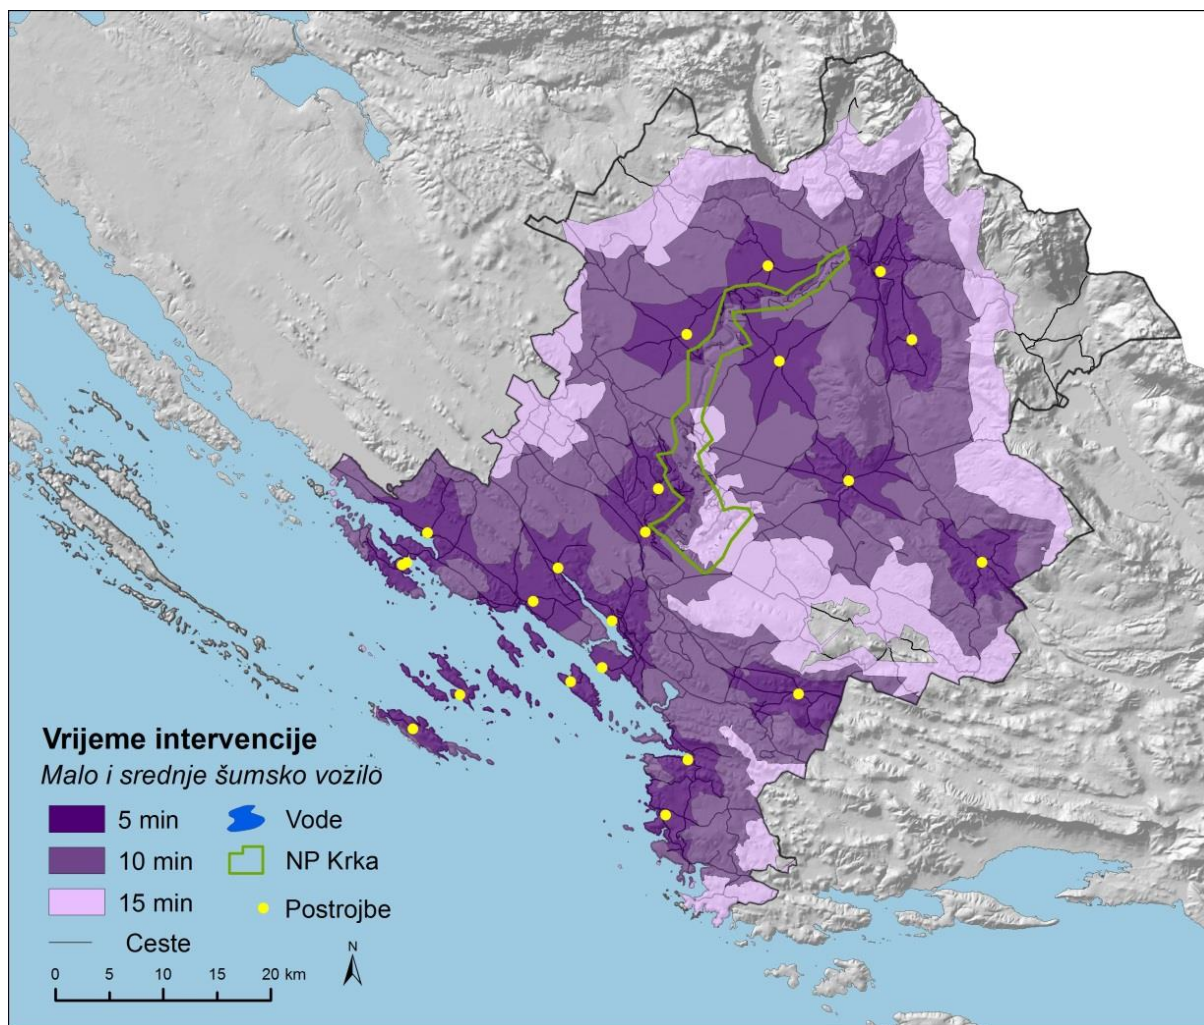 Vrijeme intervencije
Malo i srednje šumsko vozilo
5 min
Vode
10 min
NP Krka
15 min
Postrojbe
Ceste
N
0 5 10 15 20 km